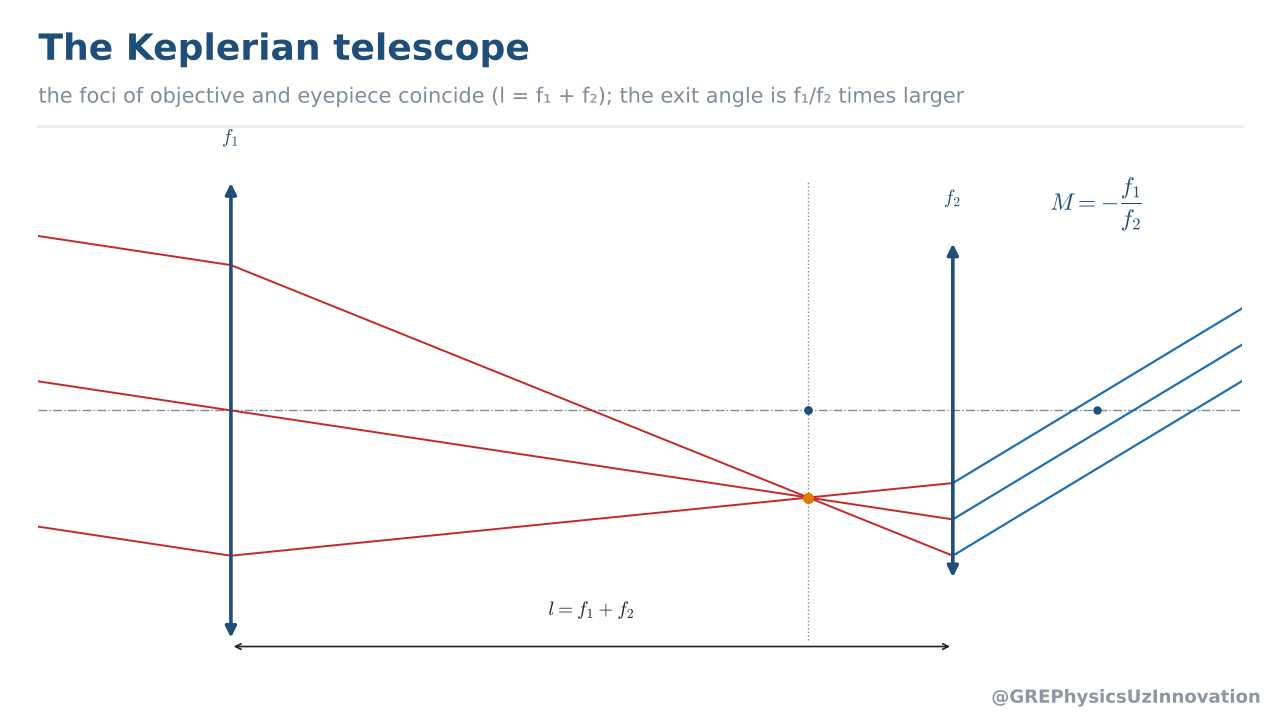 The Keplerian telescope
the foci of objective and eyepiece coincide (l = f₁ + f₂); the exit angle is f₁/f₂ times larger
f₁
f₂
M = −f₁/f₂
l = f₁ + f₂
@GREPhysicsUzInnovation